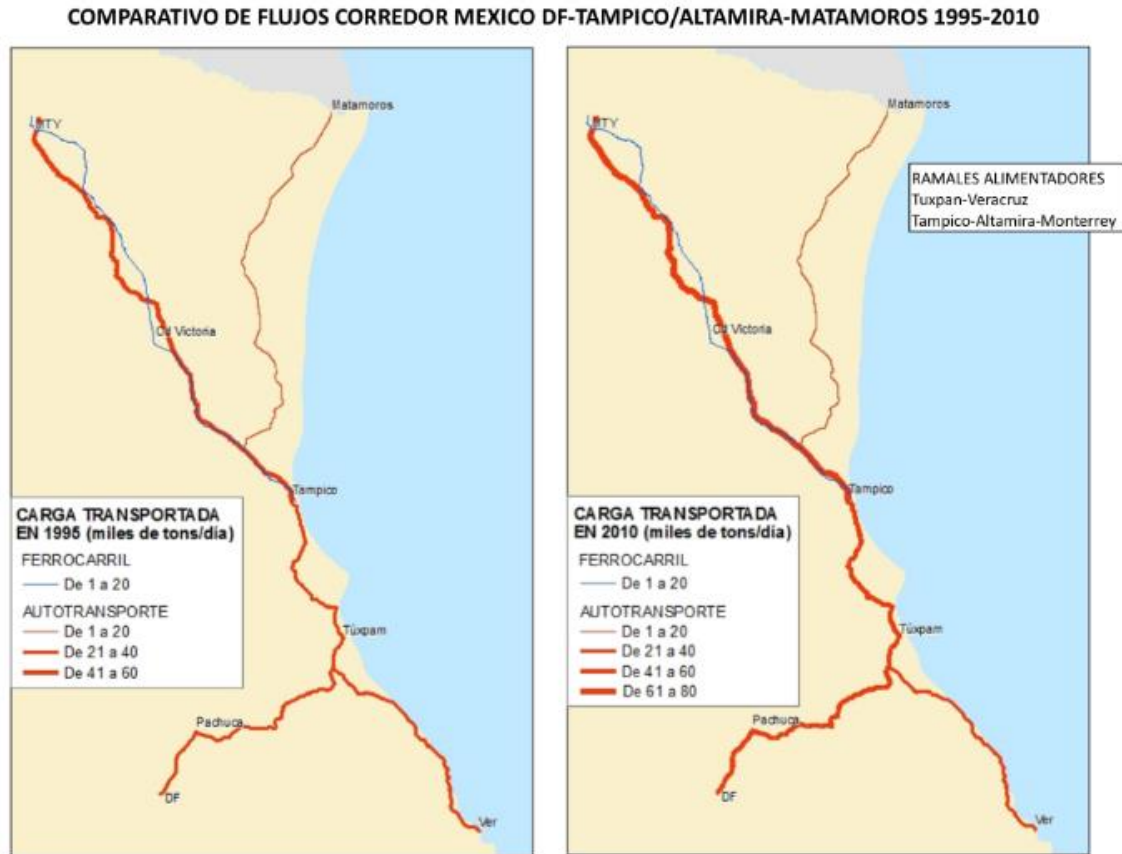 COMPARATIVO DE FLUJOS CORREDOR MEXICO DF-TAMPICO/ALTAMIRA-MATAMOROS 1995-2010
Matamoros
MTY
Cd Victoria
Tampico
Túxpam
Pachuca
DF
Ver
CARGA TRANSPORTADA
EN 1995 (miles de tons/día)
FERROCARRIL
De 1 a 20
AUTOTRANSPORTE
De 1 a 20
De 21 a 40
De 41 a 60
Matamoros
MTY
RAMALES ALIMENTADORES
Tuxpan-Veracruz
Tampico-Altamira-Monterrey
Cd Victoria
Tampico
Túxpam
Pachuca
DF
Ver
CARGA TRANSPORTADA
EN 2010 (miles de tons/día)
FERROCARRIL
De 1 a 20
AUTOTRANSPORTE
De 1 a 20
De 21 a 40
De 41 a 60
De 61 a 80